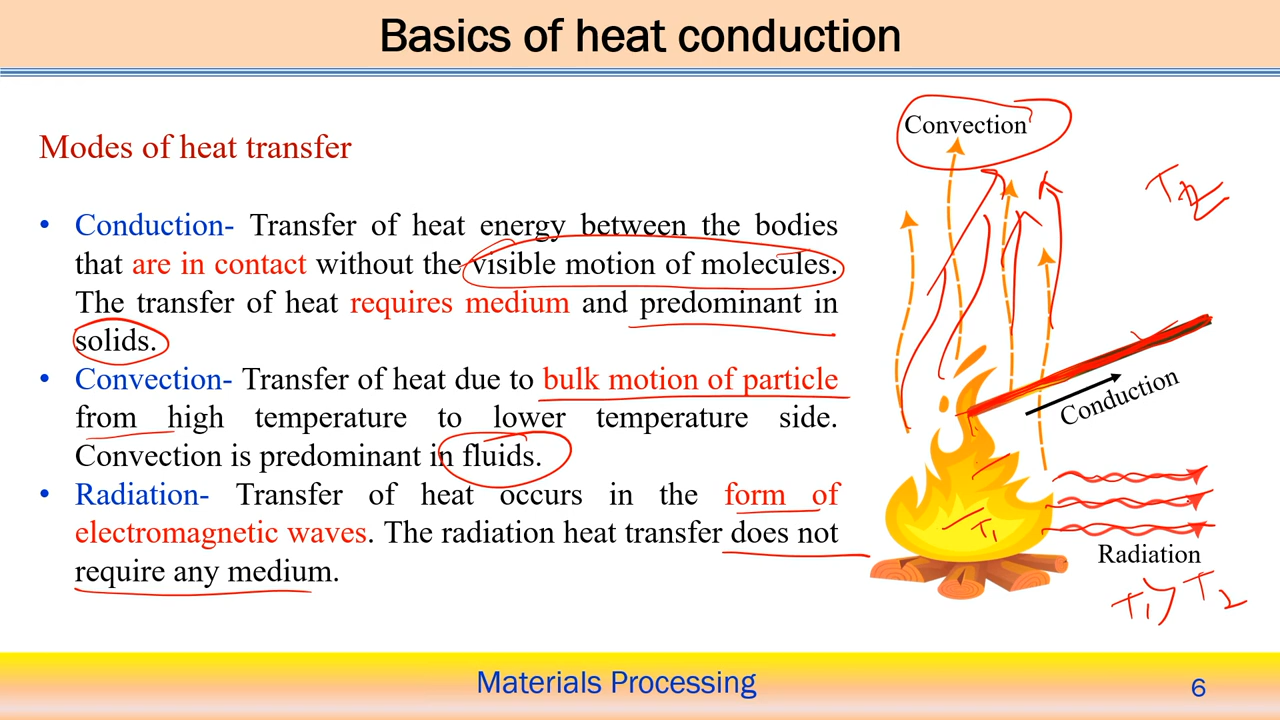 Basics of heat conduction
Modes of heat transfer
• Conduction- Transfer of heat energy between the bodies
that are in contact without the visible motion of molecules.
The transfer of heat requires medium and predominant in
solids.
• Convection- Transfer of heat due to bulk motion of particle
from high temperature to lower temperature side.
Convection is predominant in fluids.
• Radiation- Transfer of heat occurs in the form of
electromagnetic waves. The radiation heat transfer does not
require any medium.
Convection
T2
Conduction
T1
Radiation
T1 > T2
Materials Processing
6